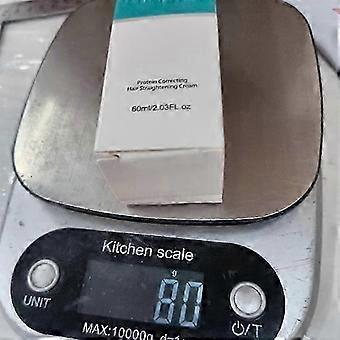 Protein Correcting
Hair Straightening Cream
60ml/2.03FL oz
Kitchen scale
g
80
UNIT
⏻/T
MAX:10000g